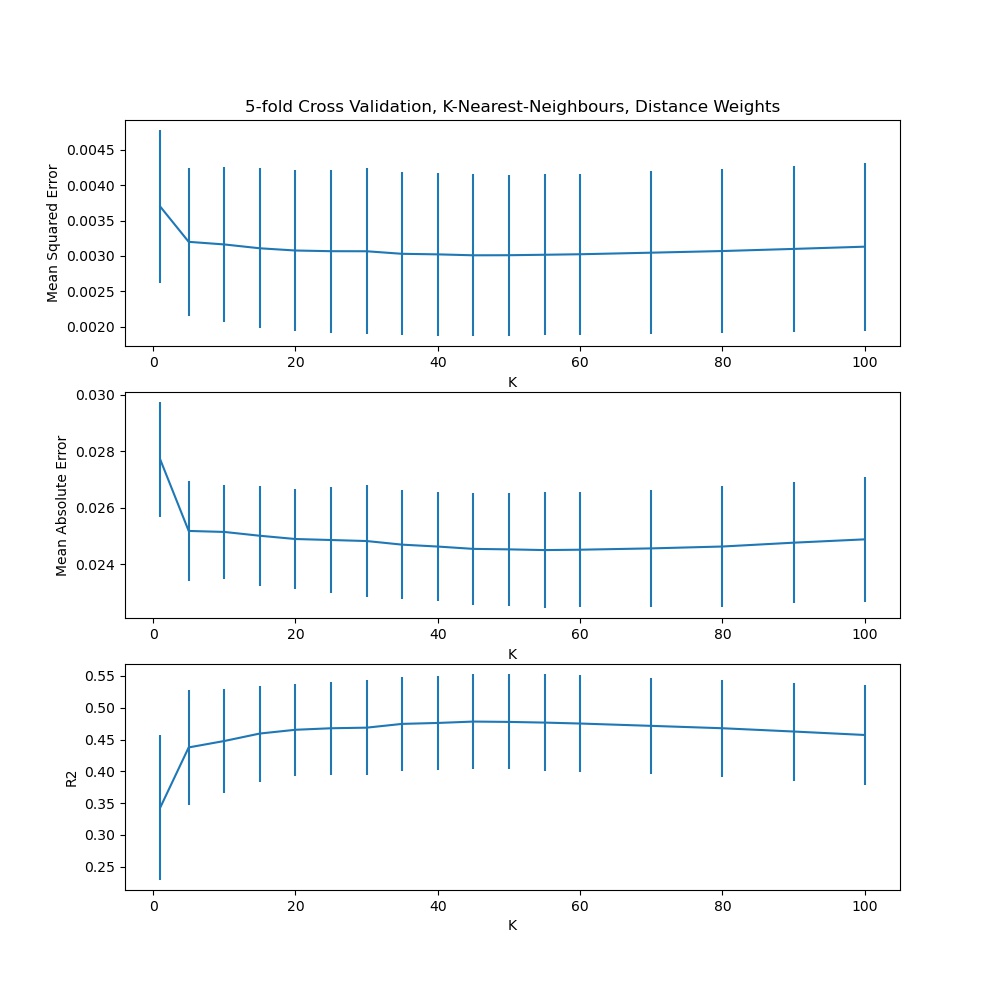 5-fold Cross Validation, K-Nearest-Neighbours, Distance Weights
Mean Squared Error
0.0045
0.0040
0.0035
0.0030
0.0025
0.0020
0 20 40 60 80 100
K
Mean Absolute Error
0.030
0.028
0.026
0.024
0 20 40 60 80 100
K
R2
0.55
0.50
0.45
0.40
0.35
0.30
0.25
0 20 40 60 80 100
K